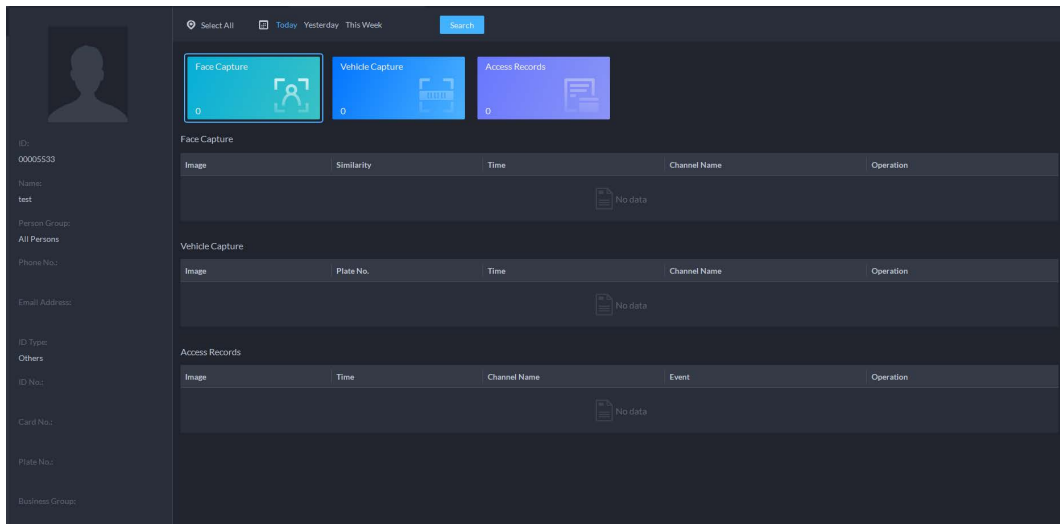 Select All Today Yesterday This Week Search
Face Capture Vehicle Capture Access Records
0 0 0
ID:
00005533
Name:
test
Person Group:
All Persons
Phone No.:
Email Address:
ID Type:
Others
ID No.:
Card No.:
Plate No.:
Business Group:
Face Capture
Image Similarity Time Channel Name Operation
No data
Vehicle Capture
Image Plate No. Time Channel Name Operation
No data
Access Records
Image Time Channel Name Event Operation
No data